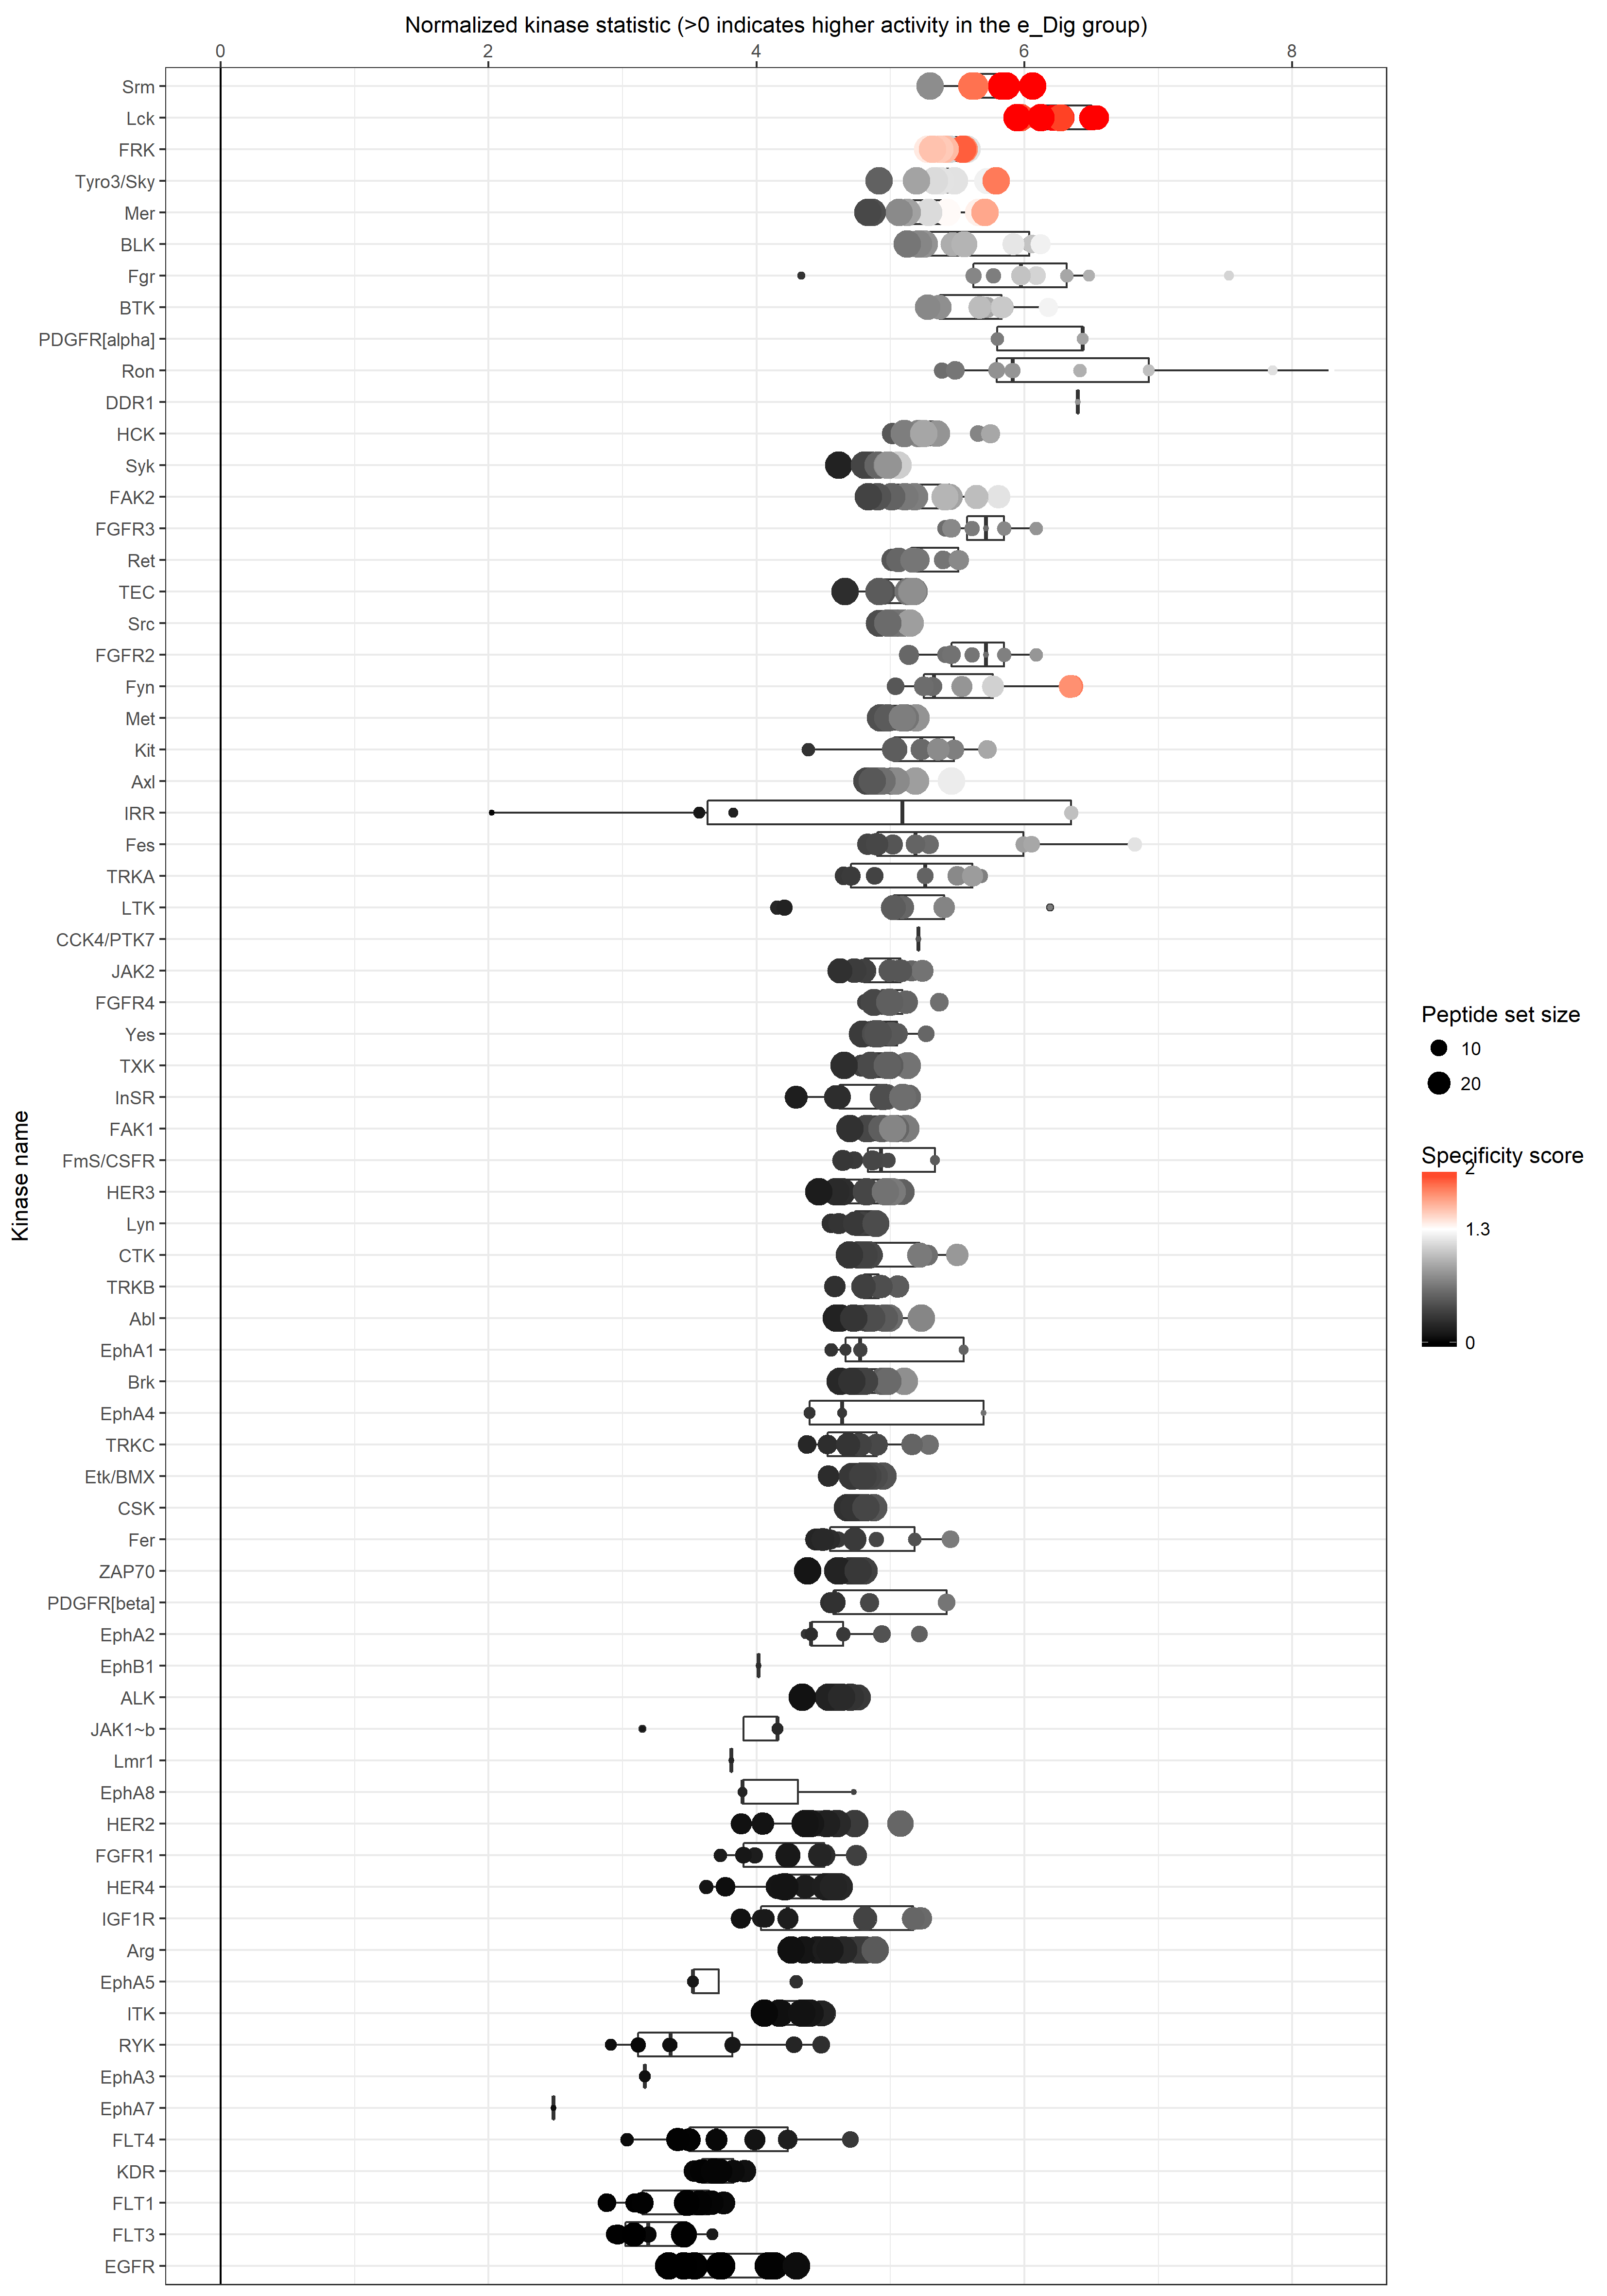 Normalized kinase statistic (>0 indicates higher activity in the e_Dig group)
0 2 4 6 8
Kinase name
Srm
Lck
FRK
Tyro3/Sky
Mer
BLK
Fgr
BTK
PDGFR[alpha]
Ron
DDR1
HCK
Syk
FAK2
FGFR3
Ret
TEC
Src
FGFR2
Fyn
Met
Kit
Axl
IRR
Fes
TRKA
LTK
CCK4/PTK7
JAK2
FGFR4
Yes
TXK
InSR
FAK1
FmS/CSFR
HER3
Lyn
CTK
TRKB
Abl
EphA1
Brk
EphA4
TRKC
Etk/BMX
CSK
Fer
ZAP70
PDGFR[beta]
EphA2
EphB1
ALK
JAK1~b
Lmr1
EphA8
HER2
FGFR1
HER4
IGF1R
Arg
EphA5
ITK
RYK
EphA3
EphA7
FLT4
KDR
FLT1
FLT3
EGFR
Peptide set size
10
20
Specificity score
2
1.3
0